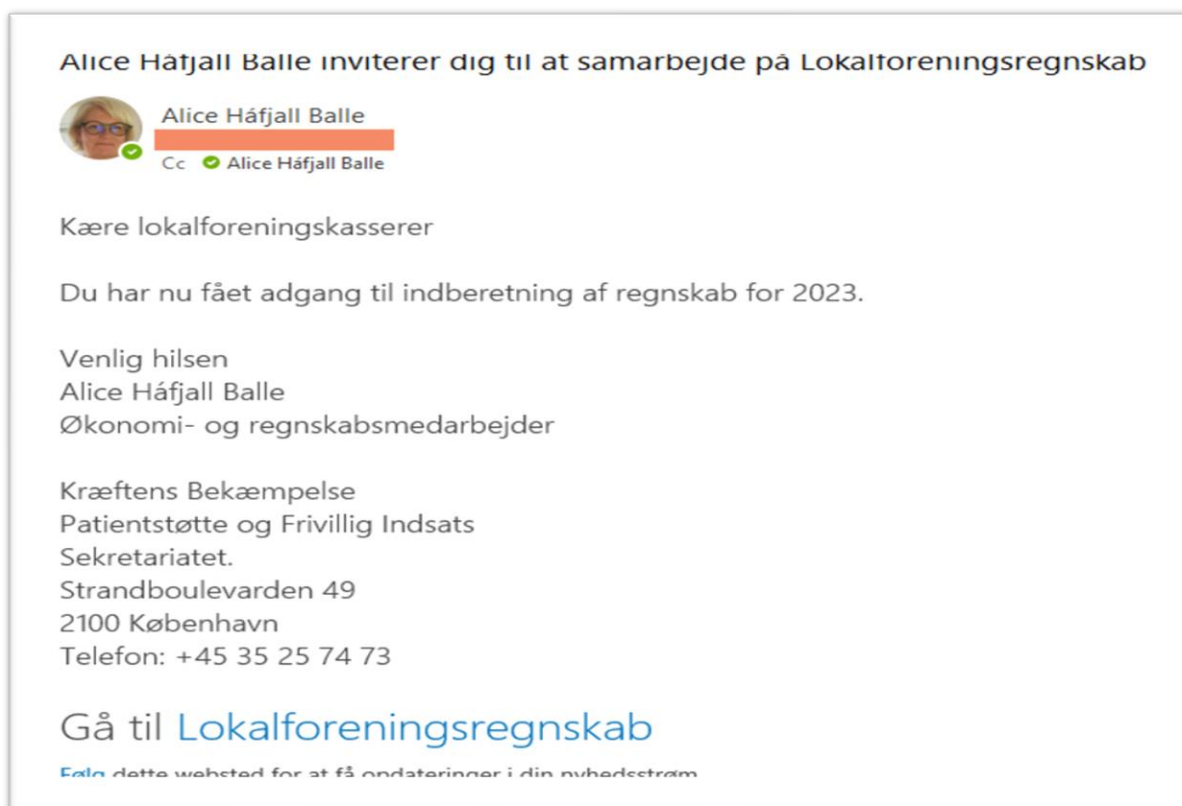 Alice Háfjall Balle inviterer dig til at samarbejde på Lokalforeningsregnskab
Alice Háfjall Balle
Cc Alice Háfjall Balle
Kære lokalforeningskasserer
Du har nu fået adgang til indberetning af regnskab for 2023.
Venlig hilsen
Alice Háfjall Balle
Økonomi- og regnskabsmedarbejder
Kræftens Bekæmpelse
Patientstøtte og Frivillig Indsats
Sekretariatet.
Strandboulevarden 49
2100 København
Telefon: +45 35 25 74 73
Gå til Lokalforeningsregnskab
Følg dette websted for at få opdateringer i din nyhedsstrøm